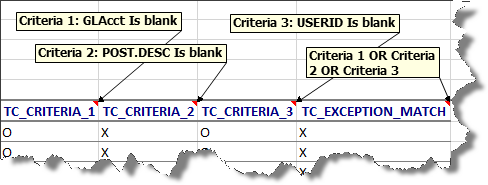 Criteria 1: GLAcct Is blank
Criteria 3: USERID Is blank
Criteria 2: POST.DESC Is blank
Criteria 1 OR Criteria
2 OR Criteria 3
TC_CRITERIA_1 TC_CRITERIA_2 TC_CRITERIA_3 TC_EXCEPTION_MATCH
O X O X
O X O X
X